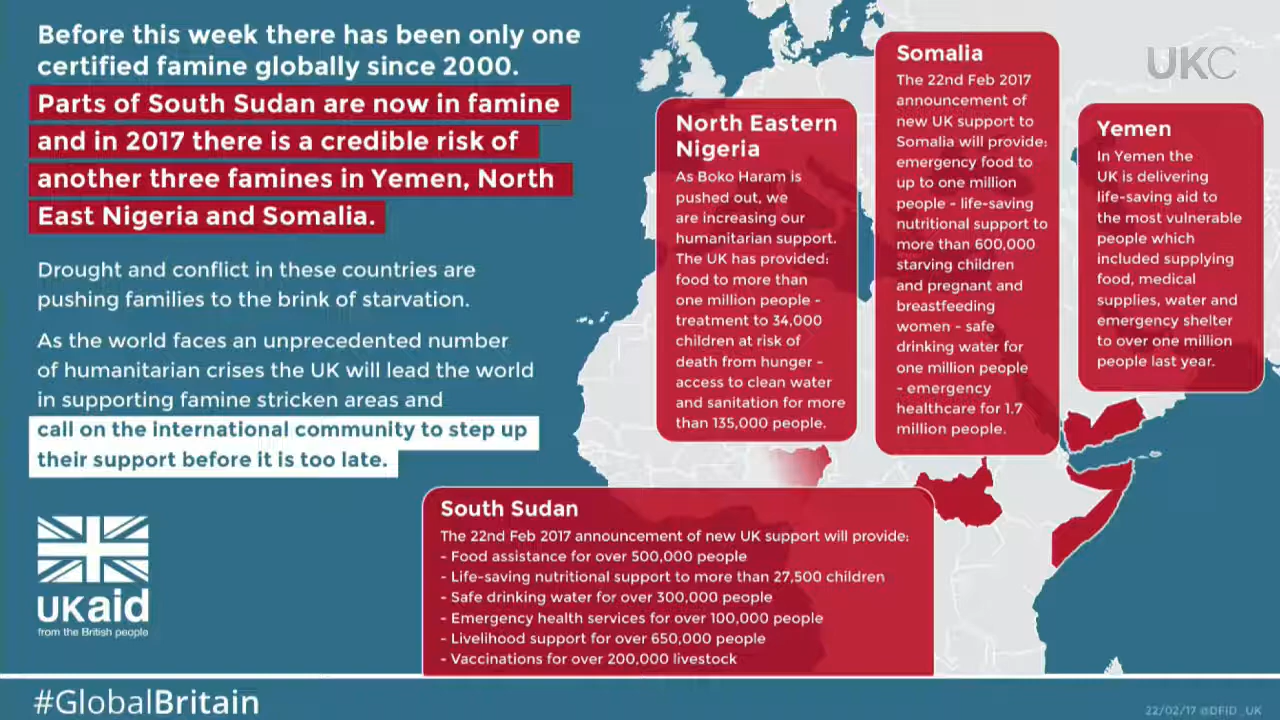 Before this week there has been only one
certified famine globally since 2000.
Parts of South Sudan are now in famine
and in 2017 there is a credible risk of
another three famines in Yemen, North
East Nigeria and Somalia.
Drought and conflict in these countries are
pushing families to the brink of starvation.
As the world faces an unprecedented number
of humanitarian crises the UK will lead the world
in supporting famine stricken areas and
call on the international community to step up
their support before it is too late.
UKaid
from the British people
North Eastern
Nigeria
As Boko Haram is
pushed out, we
are increasing our
humanitarian support.
The UK has provided:
food to more than
one million people -
treatment to 34,000
children at risk of
death from hunger -
access to clean water
and sanitation for more
than 135,000 people.
Somalia
The 22nd Feb 2017
announcement of
new UK support to
Somalia will provide:
emergency food to
up to one million
people - life-saving
nutritional support to
more than 600,000
starving children
and pregnant and
breastfeeding
women - safe
drinking water for
one million people
- emergency
healthcare for 1.7
million people.
UKC
Yemen
In Yemen the
UK is delivering
life-saving aid to
the most vulnerable
people which
included supplying
food, medical
supplies, water and
emergency shelter
to over one million
people last year.
South Sudan
The 22nd Feb 2017 announcement of new UK support will provide:
- Food assistance for over 500,000 people
- Life-saving nutritional support to more than 27,500 children
- Safe drinking water for over 300,000 people
- Emergency health services for over 100,000 people
- Livelihood support for over 650,000 people
- Vaccinations for over 200,000 livestock
#GlobalBritain
22/02/17 @DFID_UK